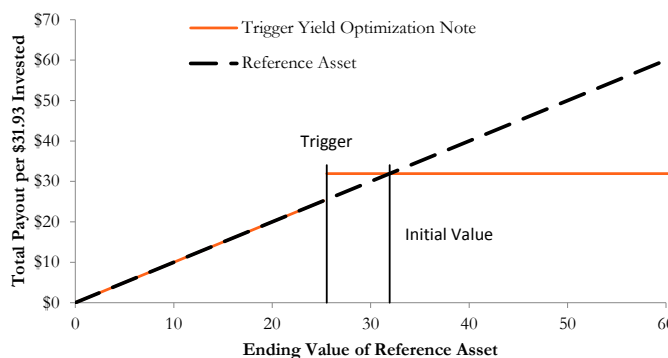 Total Payout per $31.93 Invested
$70
$60
$50
$40
$30
$20
$10
$0
Trigger Yield Optimization Note
Reference Asset
Trigger
Initial Value
0 10 20 30 40 50 60
Ending Value of Reference Asset